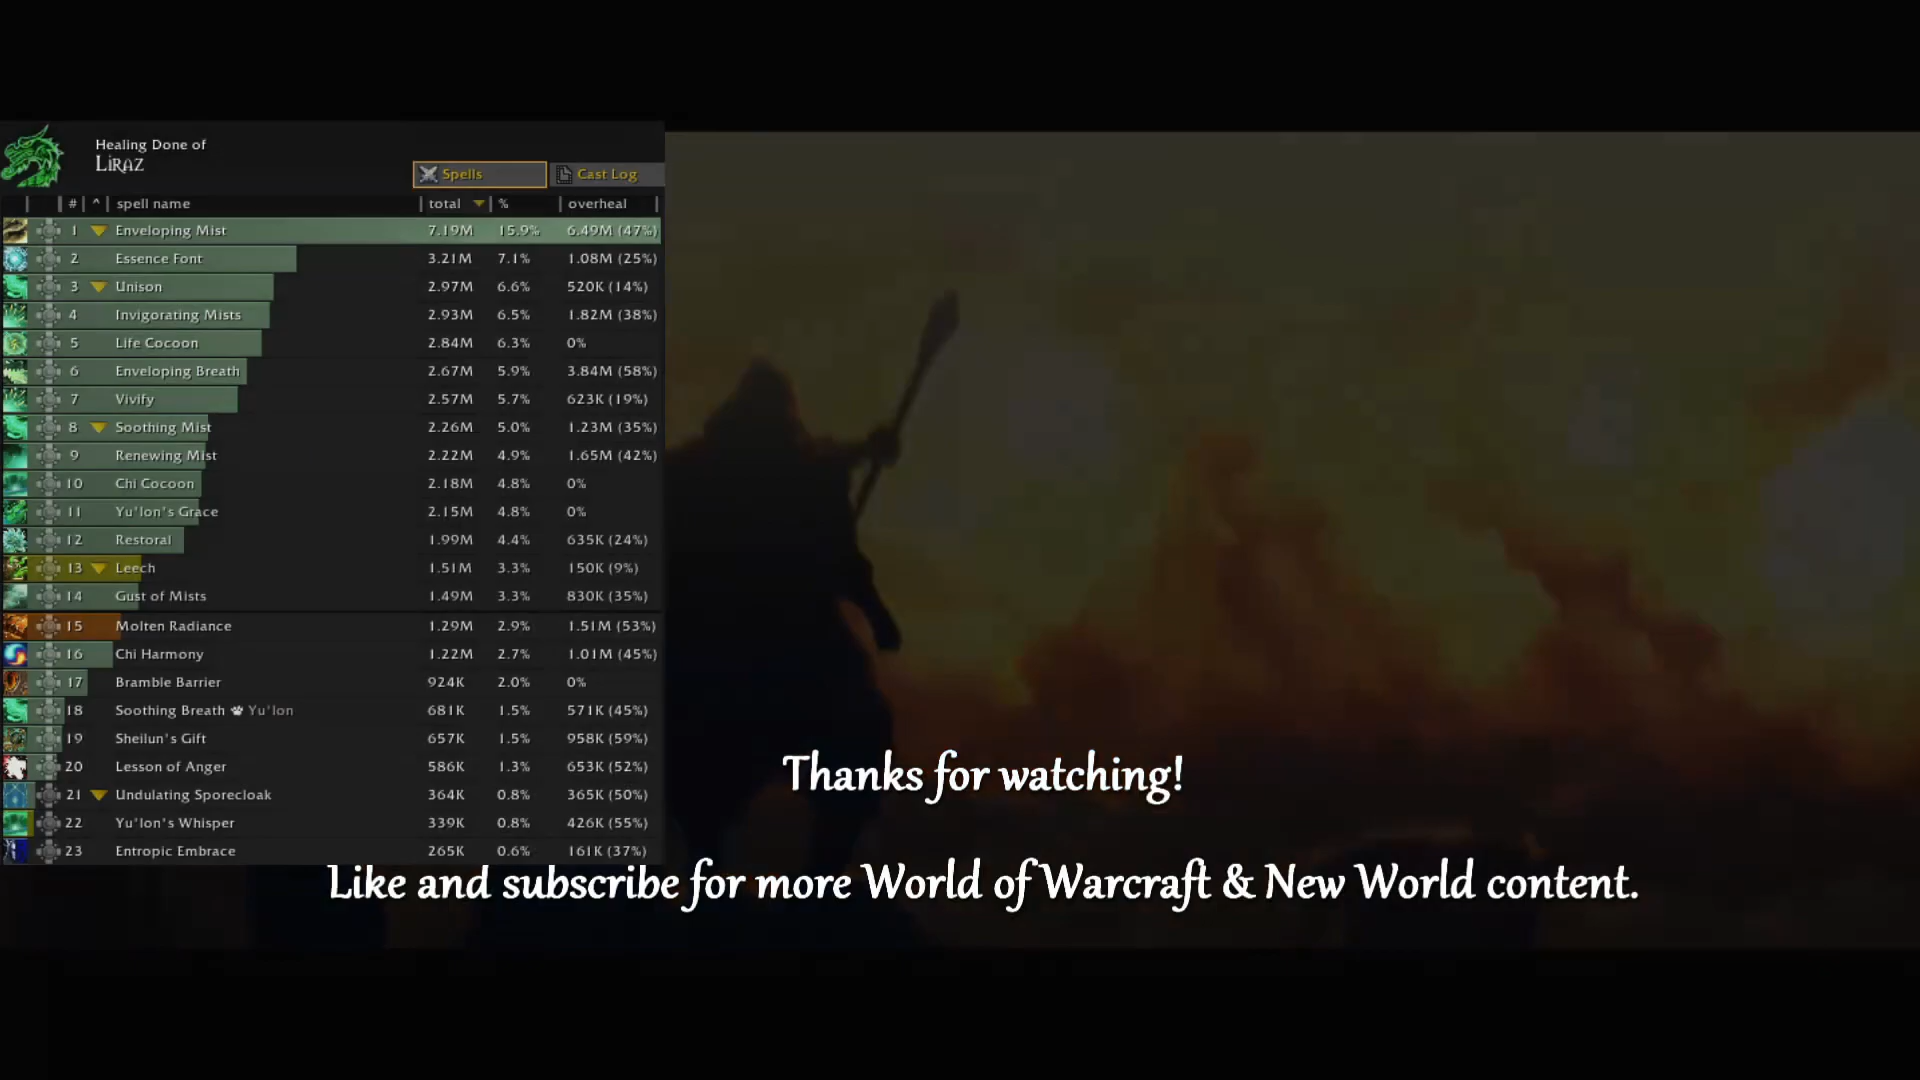 Healing Done of
Liraz
Spells
Cast Log
# ^ spell name total % overheal
1 Enveloping Mist 7.19M 15.9% 6.49M (47%)
2 Essence Font 3.21M 7.1% 1.08M (25%)
3 Unison 2.97M 6.6% 520K (14%)
4 Invigorating Mists 2.93M 6.5% 1.82M (38%)
5 Life Cocoon 2.84M 6.3% 0%
6 Enveloping Breath 2.67M 5.9% 3.84M (58%)
7 Vivify 2.57M 5.7% 623K (19%)
8 Soothing Mist 2.26M 5.0% 1.23M (35%)
9 Renewing Mist 2.22M 4.9% 1.65M (42%)
10 Chi Cocoon 2.18M 4.8% 0%
11 Yu'lon's Grace 2.15M 4.8% 0%
12 Restoral 1.99M 4.4% 635K (24%)
13 Leech 1.51M 3.3% 150K (9%)
14 Gust of Mists 1.49M 3.3% 830K (35%)
15 Molten Radiance 1.29M 2.9% 1.51M (53%)
16 Chi Harmony 1.22M 2.7% 1.01M (45%)
17 Bramble Barrier 924K 2.0% 0%
18 Soothing Breath Yu'lon 681K 1.5% 571K (45%)
19 Sheilun's Gift 657K 1.5% 958K (59%)
20 Lesson of Anger 586K 1.3% 653K (52%)
21 Undulating Sporecloak 364K 0.8% 365K (50%)
22 Yu'lon's Whisper 339K 0.8% 426K (55%)
23 Entropic Embrace 265K 0.6% 161K (37%)
Thanks for watching!
Like and subscribe for more World of Warcraft & New World content.